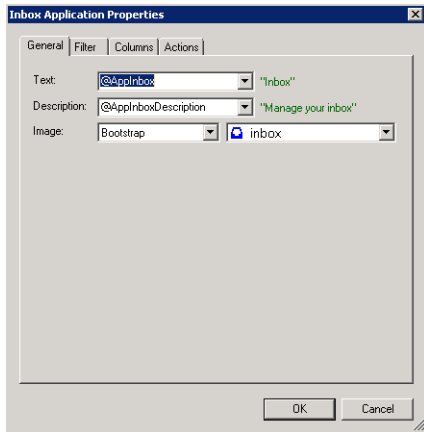 Inbox Application Properties
General Filter Columns Actions
Text: @AppInbox "Inbox"
Description: @AppInboxDescription "Manage your inbox"
Image: Bootstrap inbox
OK Cancel